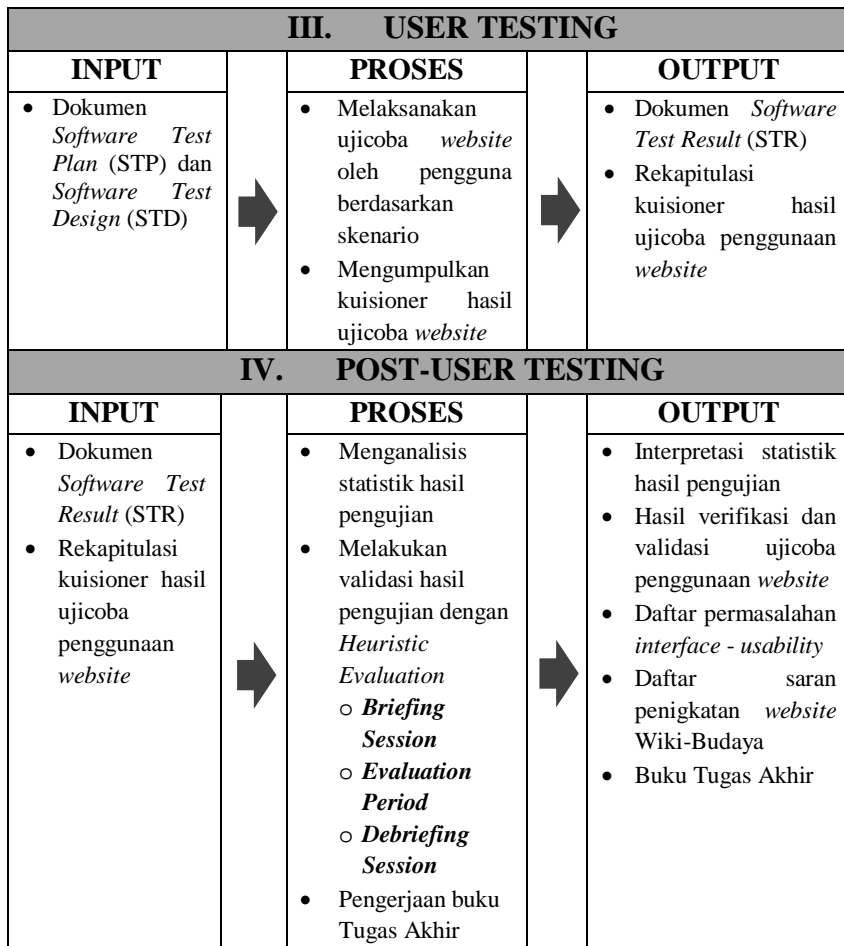 III. USER TESTING
INPUT
• Dokumen
Software Test
Plan (STP) dan
Software Test
Design (STD)
PROSES
• Melaksanakan
ujicoba website
oleh pengguna
berdasarkan
skenario
• Mengumpulkan
kuisioner hasil
ujicoba website
OUTPUT
• Dokumen Software
Test Result (STR)
• Rekapitulasi
kuisioner hasil
ujicoba penggunaan
website
IV. POST-USER TESTING
INPUT
• Dokumen
Software Test
Result (STR)
• Rekapitulasi
kuisioner hasil
ujicoba
penggunaan
website
PROSES
• Menganalisis
statistik hasil
pengujian
• Melakukan
validasi hasil
pengujian dengan
Heuristic
Evaluation
o Briefing
Session
o Evaluation
Period
o Debriefing
Session
• Pengerjaan buku
Tugas Akhir
OUTPUT
• Interpretasi statistik
hasil pengujian
• Hasil verifikasi dan
validasi ujicoba
penggunaan website
• Daftar permasalahan
interface - usability
• Daftar saran
penigkatan website
Wiki-Budaya
• Buku Tugas Akhir